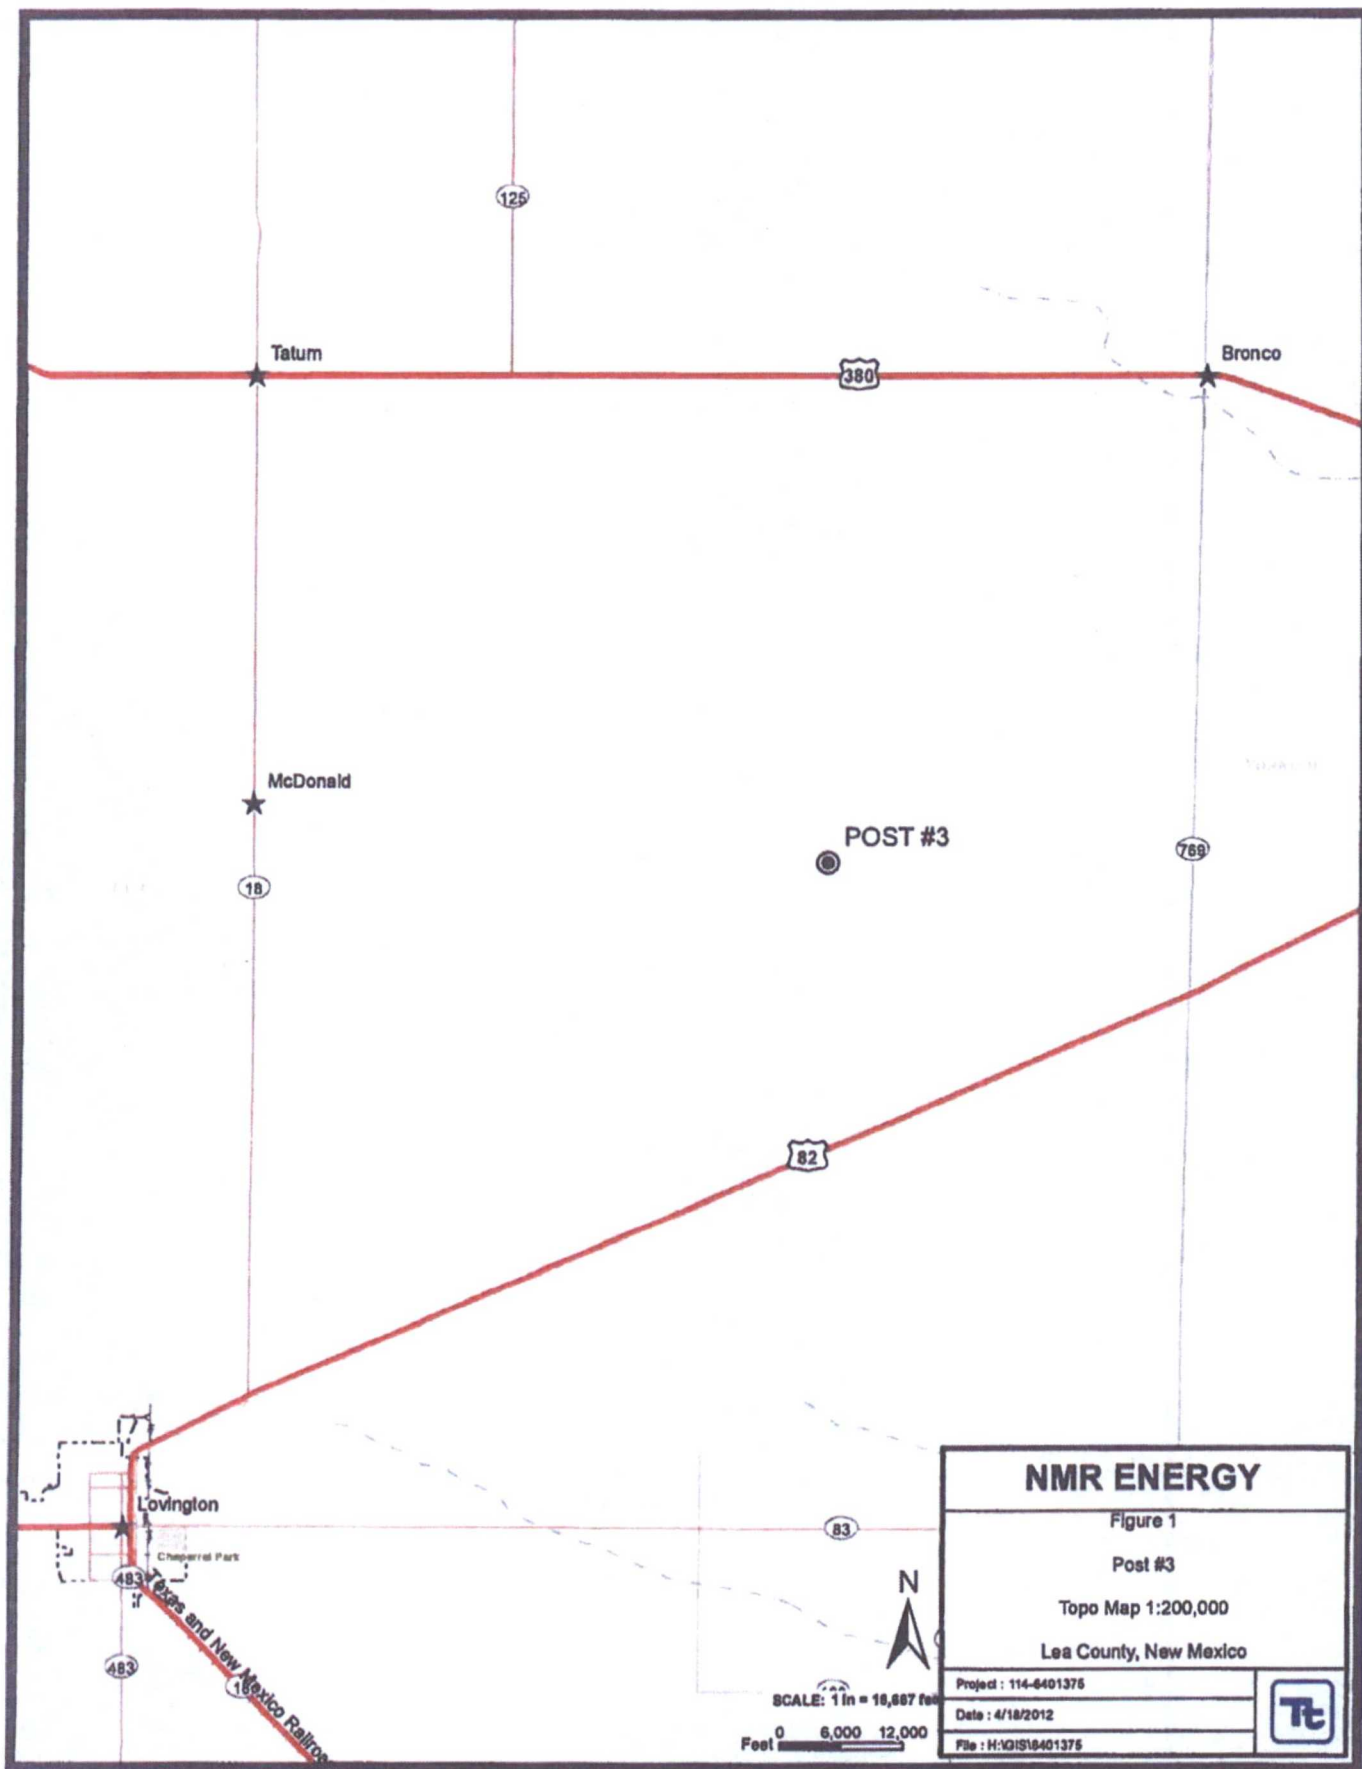 125
Tatum
Bronco
380
McDonald
POST #3
769
18
82
Lovington
Chaparral Park
83
483
Texas and New Mexico Railroa
483
18
N
SCALE: 1 in = 16,667 fee
Feet 0 6,000 12,000
NMR ENERGY
Figure 1
Post #3
Topo Map 1:200,000
Lea County, New Mexico
Project : 114-6401375
Date : 4/18/2012
File : H:\GIS\6401375
Tt